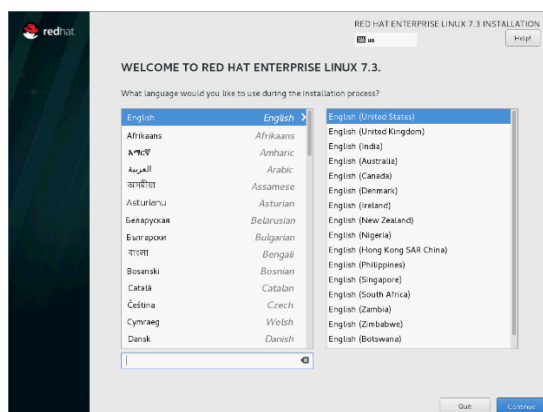 redhat
RED HAT ENTERPRISE LINUX 7.3 INSTALLATION
us
Help!
WELCOME TO RED HAT ENTERPRISE LINUX 7.3.
What language would you like to use during the installation process?
English English
Afrikaans Afrikaans
አማርኛ Amharic
العربية Arabic
অসমীয়া Assamese
Asturianu Asturian
Беларуская Belarusian
Български Bulgarian
বাংলা Bengali
Bosanski Bosnian
Català Catalan
Čeština Czech
Cymraeg Welsh
Dansk Danish
English (United States)
English (United Kingdom)
English (India)
English (Australia)
English (Canada)
English (Denmark)
English (Ireland)
English (New Zealand)
English (Nigeria)
English (Hong Kong SAR China)
English (Philippines)
English (Singapore)
English (South Africa)
English (Zambia)
English (Zimbabwe)
English (Botswana)
Quit
Continue